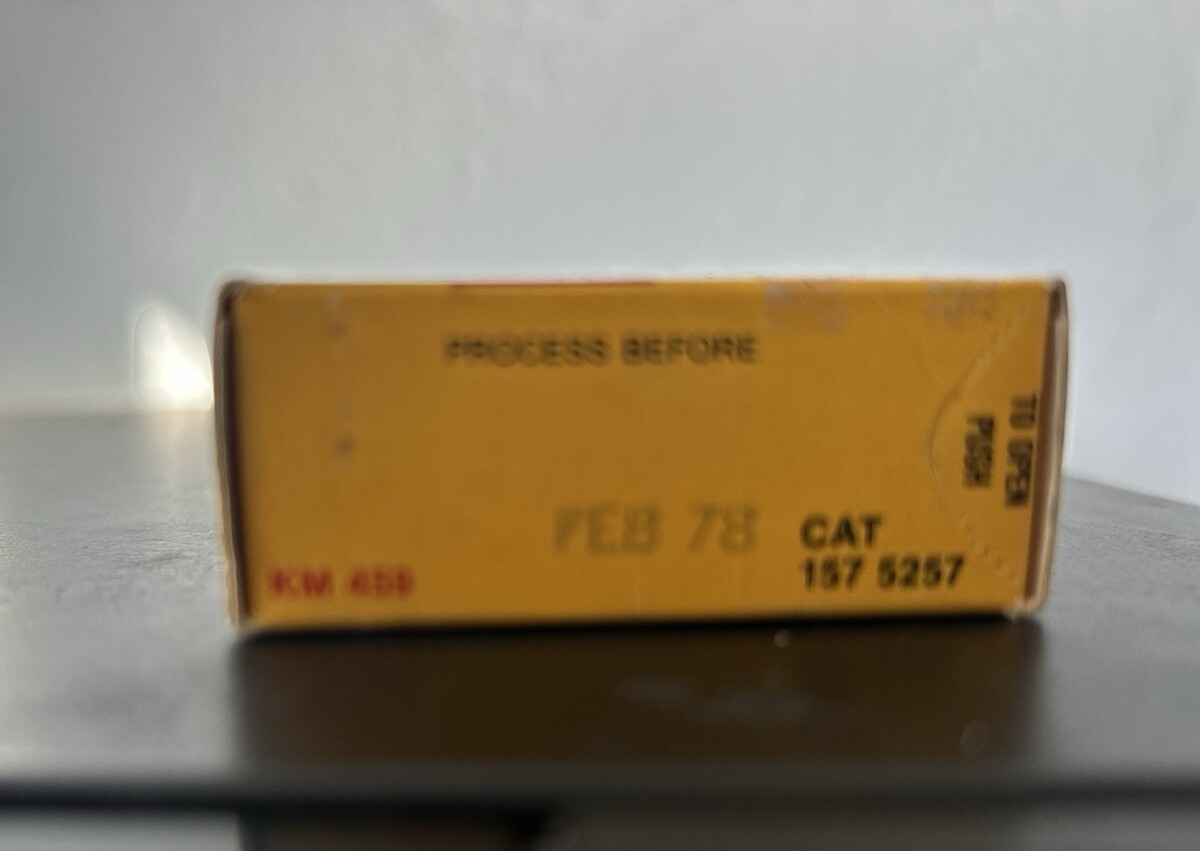 PROCESS BEFORE
FEB 78
CAT
157 5257
KM 459
TO OPEN
PUSH